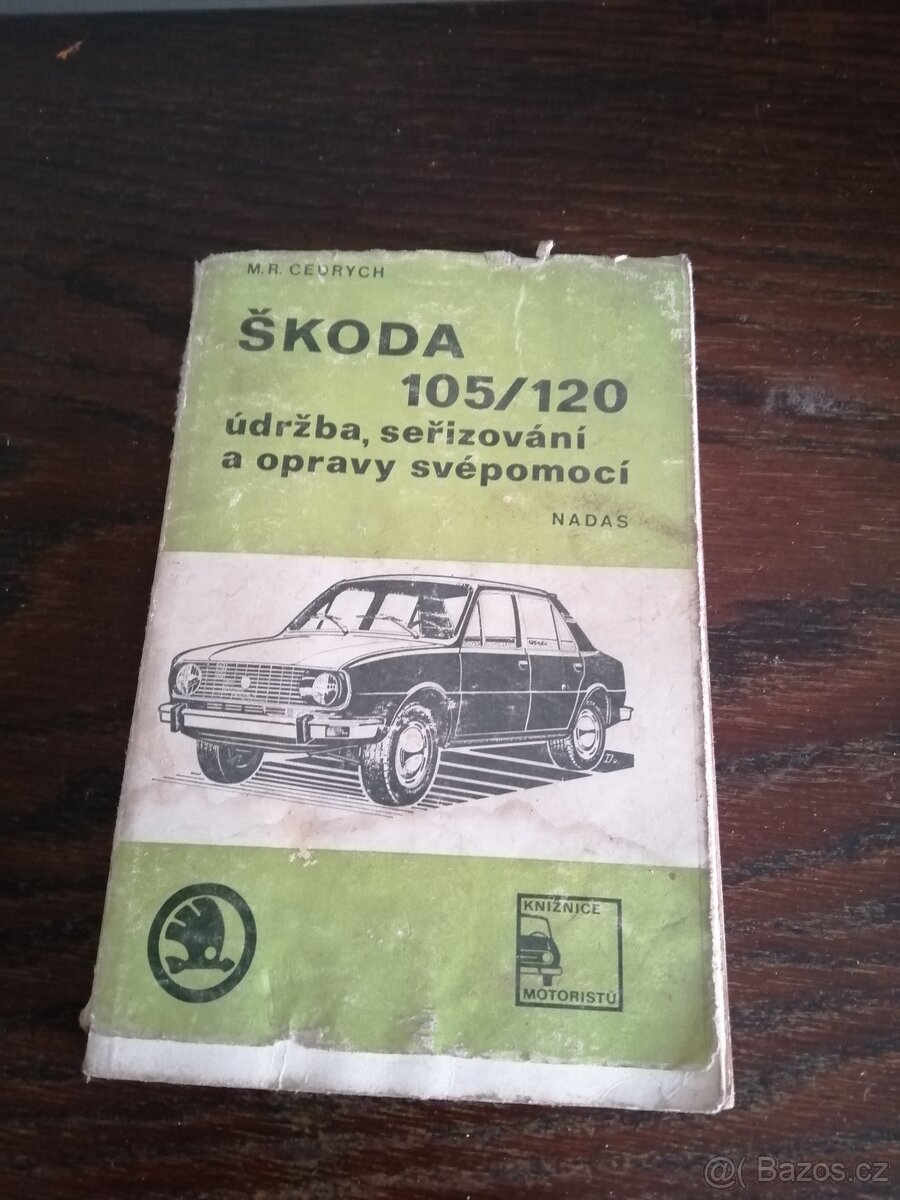 M. R. CEDRYCH
ŠKODA
105/120
údržba, seřizování
a opravy svépomocí
NADAS
KNIŽNICE
MOTORISTŮ
@( Bazos.cz